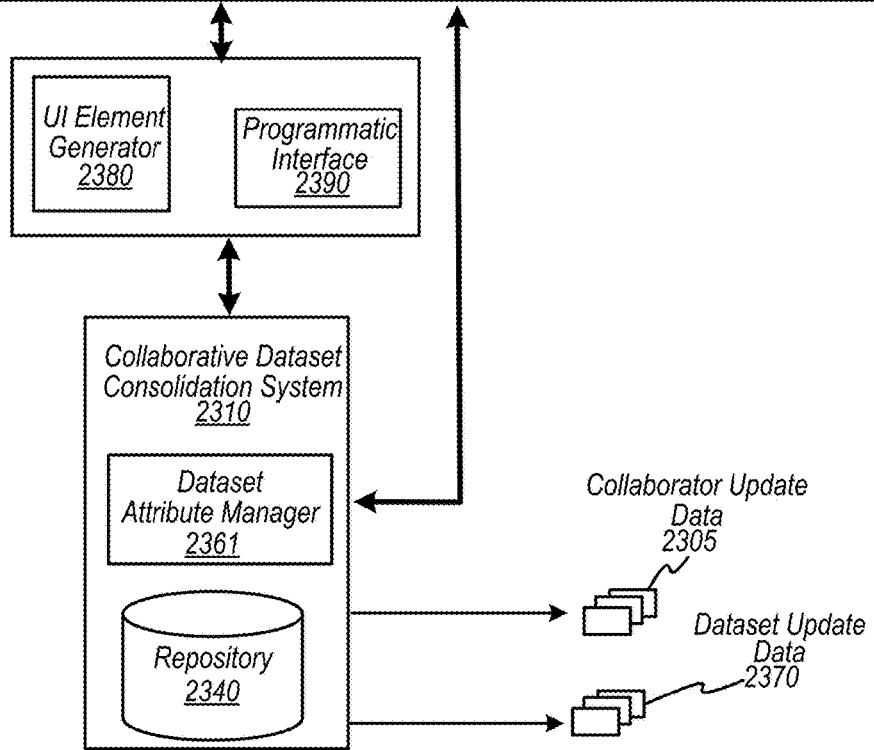 UI Element
Generator
2380
Programmatic
Interface
2390
Collaborative Dataset
Consolidation System
2310
Dataset
Attribute Manager
2361
Repository
2340
Collaborator Update
Data
2305
Dataset Update
Data
2370